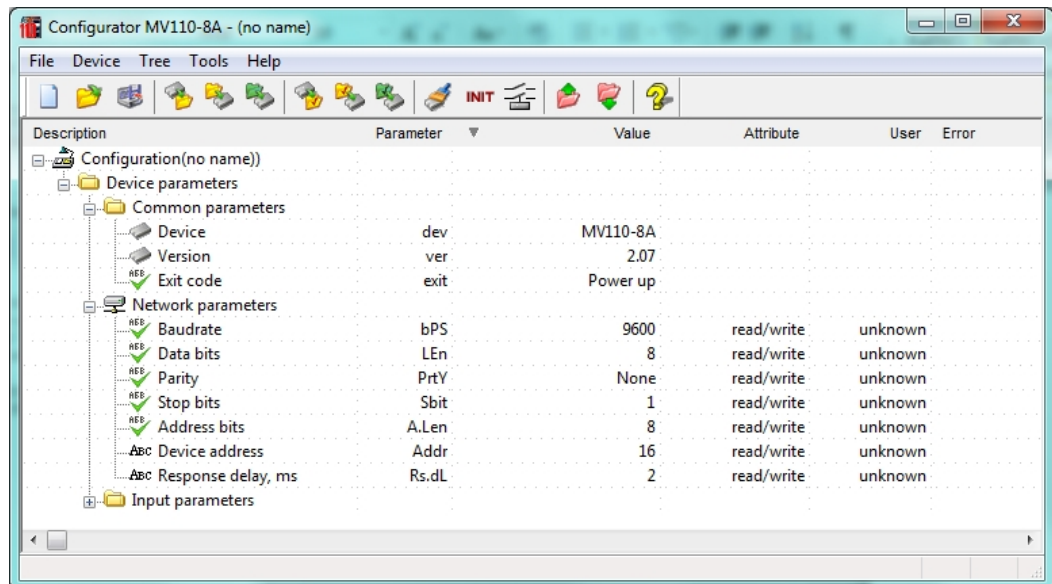 Configurator MV110-8A - (no name)
File Device Tree Tools Help
INIT
Description Parameter Value Attribute User Error
Configuration(no name))
Device parameters
Common parameters
Device dev MV110-8A
Version ver 2.07
Exit code exit Power up
Network parameters
Baudrate bPS 9600 read/write unknown
Data bits LEn 8 read/write unknown
Parity PrtY None read/write unknown
Stop bits Sbit 1 read/write unknown
Address bits A.Len 8 read/write unknown
ABC Device address Addr 16 read/write unknown
ABC Response delay, ms Rs.dL 2 read/write unknown
Input parameters